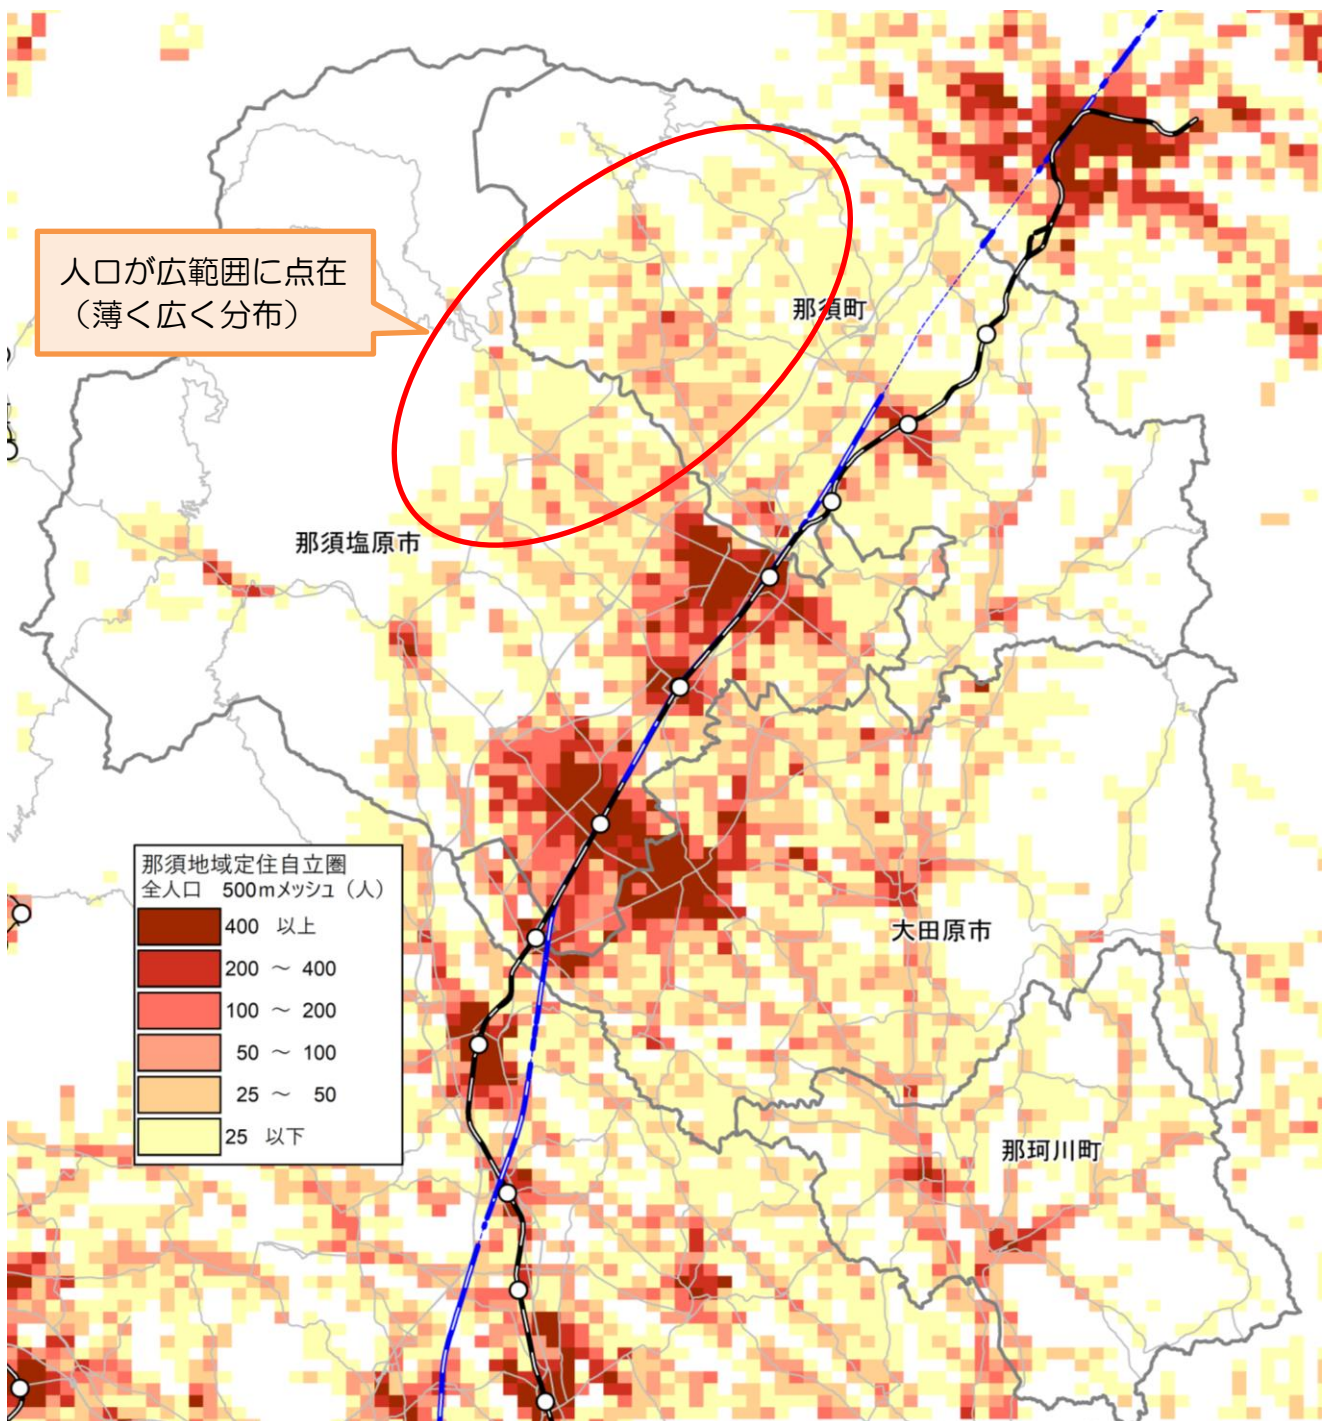 人口が広範囲に点在
（薄く広く分布）
那須町
那須塩原市
那須地域定住自立圏
全人口 500mメッシュ（人）
400 以上
200 ～ 400
100 ～ 200
50 ～ 100
25 ～ 50
25 以下
大田原市
那珂川町